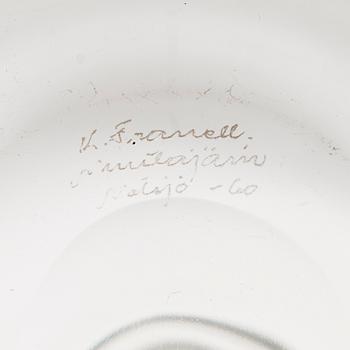 K. Franck.
Nuutajärvi
Notsjö -60